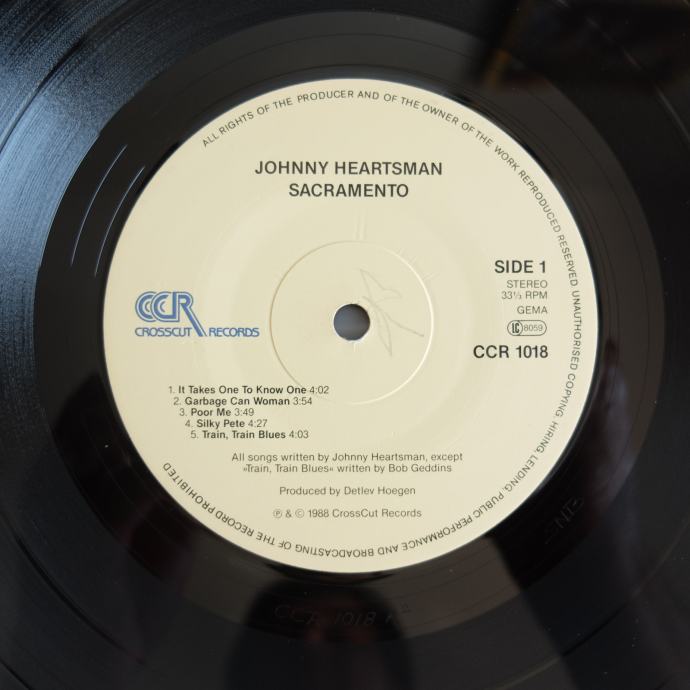 ALL RIGHTS OF THE PRODUCER AND OF THE OWNER OF THE WORK REPRODUCED RESERVED UNAUTHORISED COPYING, HIRING, LENDING, PUBLIC PERFORMANCE AND BROADCASTING OF THE RECORD PROHIBITED
JOHNNY HEARTSMAN
SACRAMENTO
SIDE 1
STEREO
33⅓ RPM
GEMA
LC 8059
CCR 1018
CCR
CROSSCUT RECORDS
1. It Takes One To Know One 4:02
2. Garbage Can Woman 3:54
3. Poor Me 3:49
4. Silky Pete 4:27
5. Train, Train Blues 4:03
All songs written by Johnny Heartsman, except
»Train, Train Blues« written by Bob Geddins
Produced by Detlev Hoegen
℗ & © 1988 CrossCut Records
CCR 1018